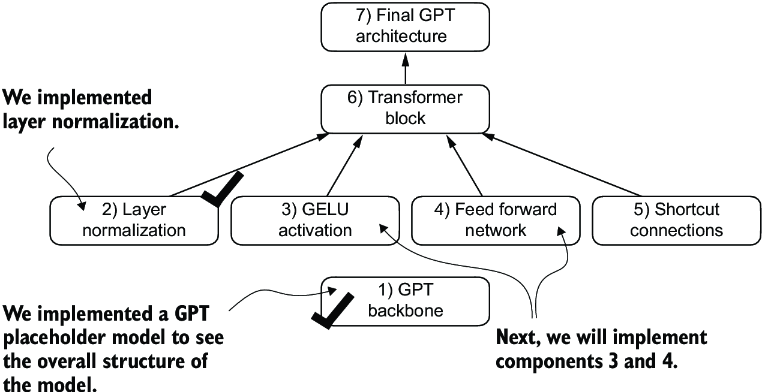 7) Final GPT
architecture
We implemented
layer normalization.
6) Transformer
block
2) Layer
normalization
3) GELU
activation
4) Feed forward
network
5) Shortcut
connections
We implemented a GPT
placeholder model to see
the overall structure of
the model.
1) GPT
backbone
Next, we will implement
components 3 and 4.